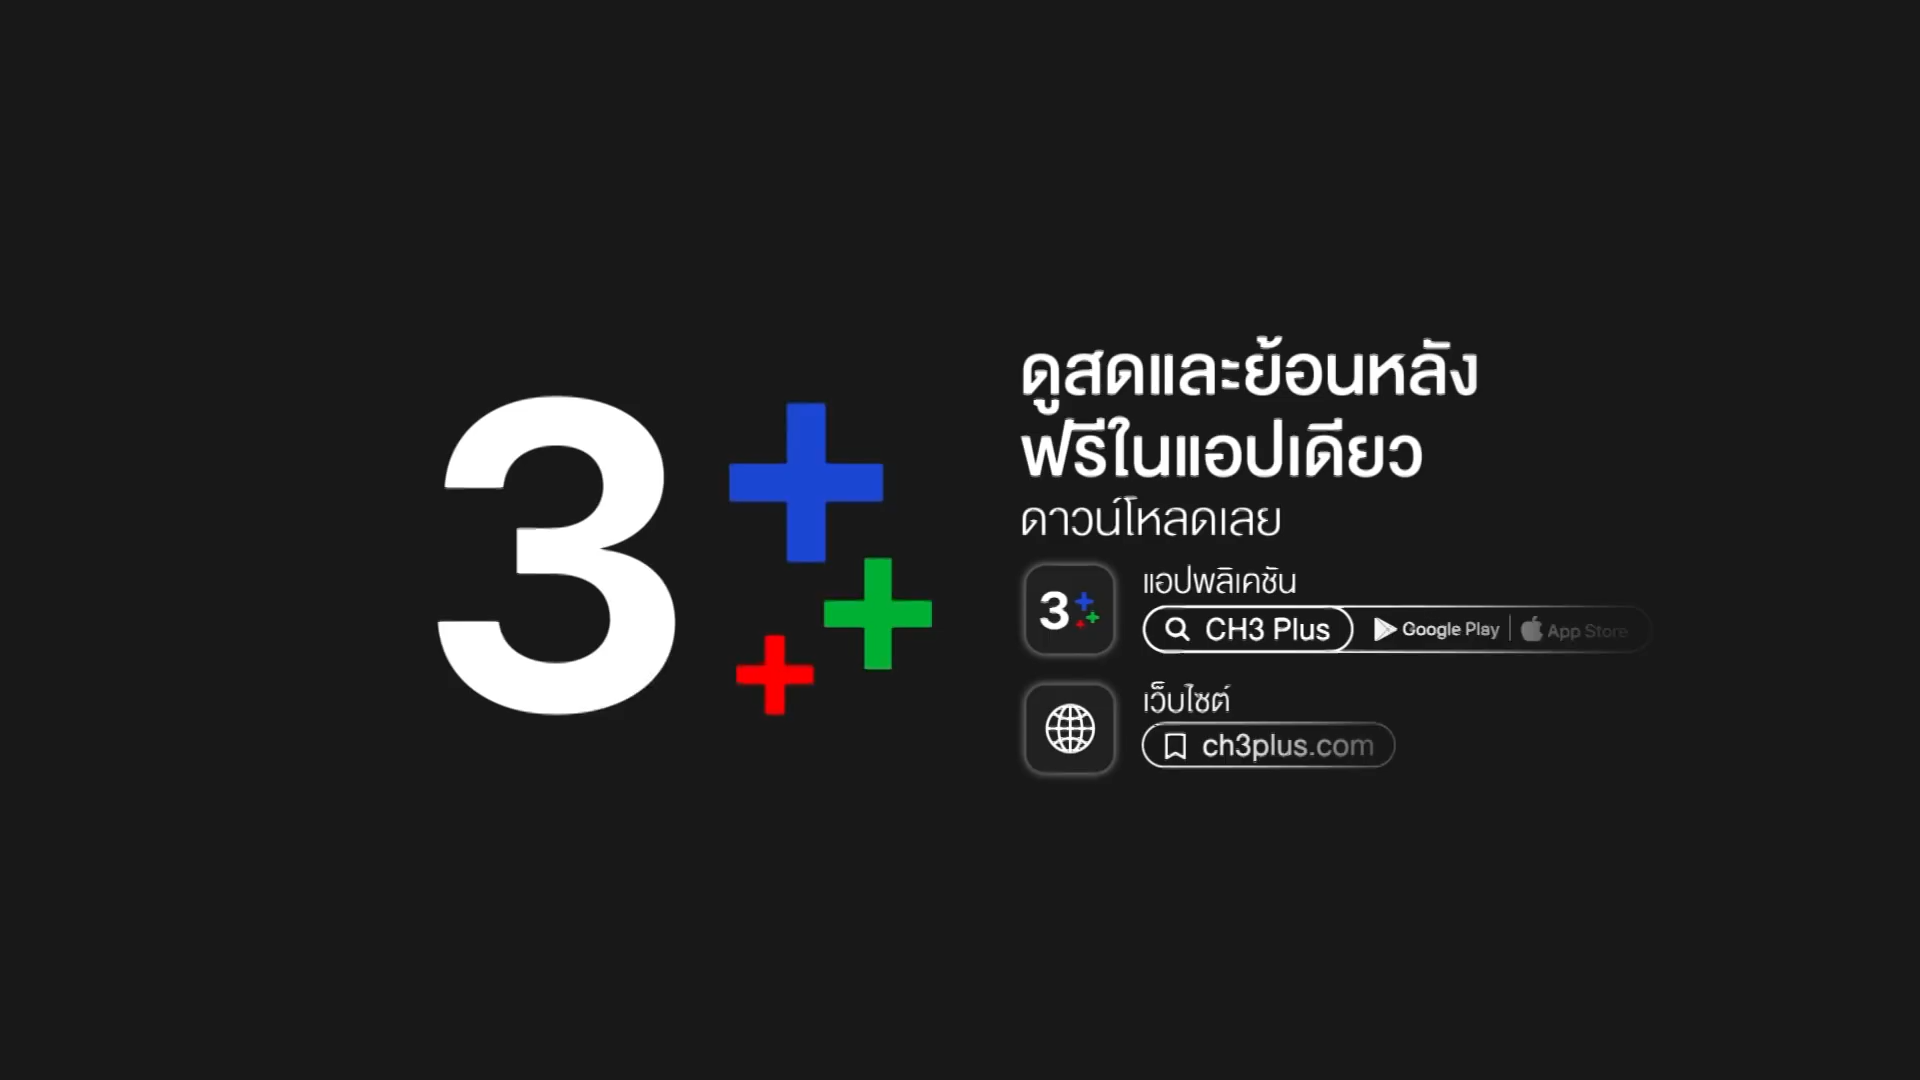 3
ดูสดและย้อนหลัง
ฟรีในแอปเดียว
ดาวน์โหลดเลย
3
แอปพลิเคชัน
CH3 Plus Google Play App Store
เว็บไซต์
ch3plus.com